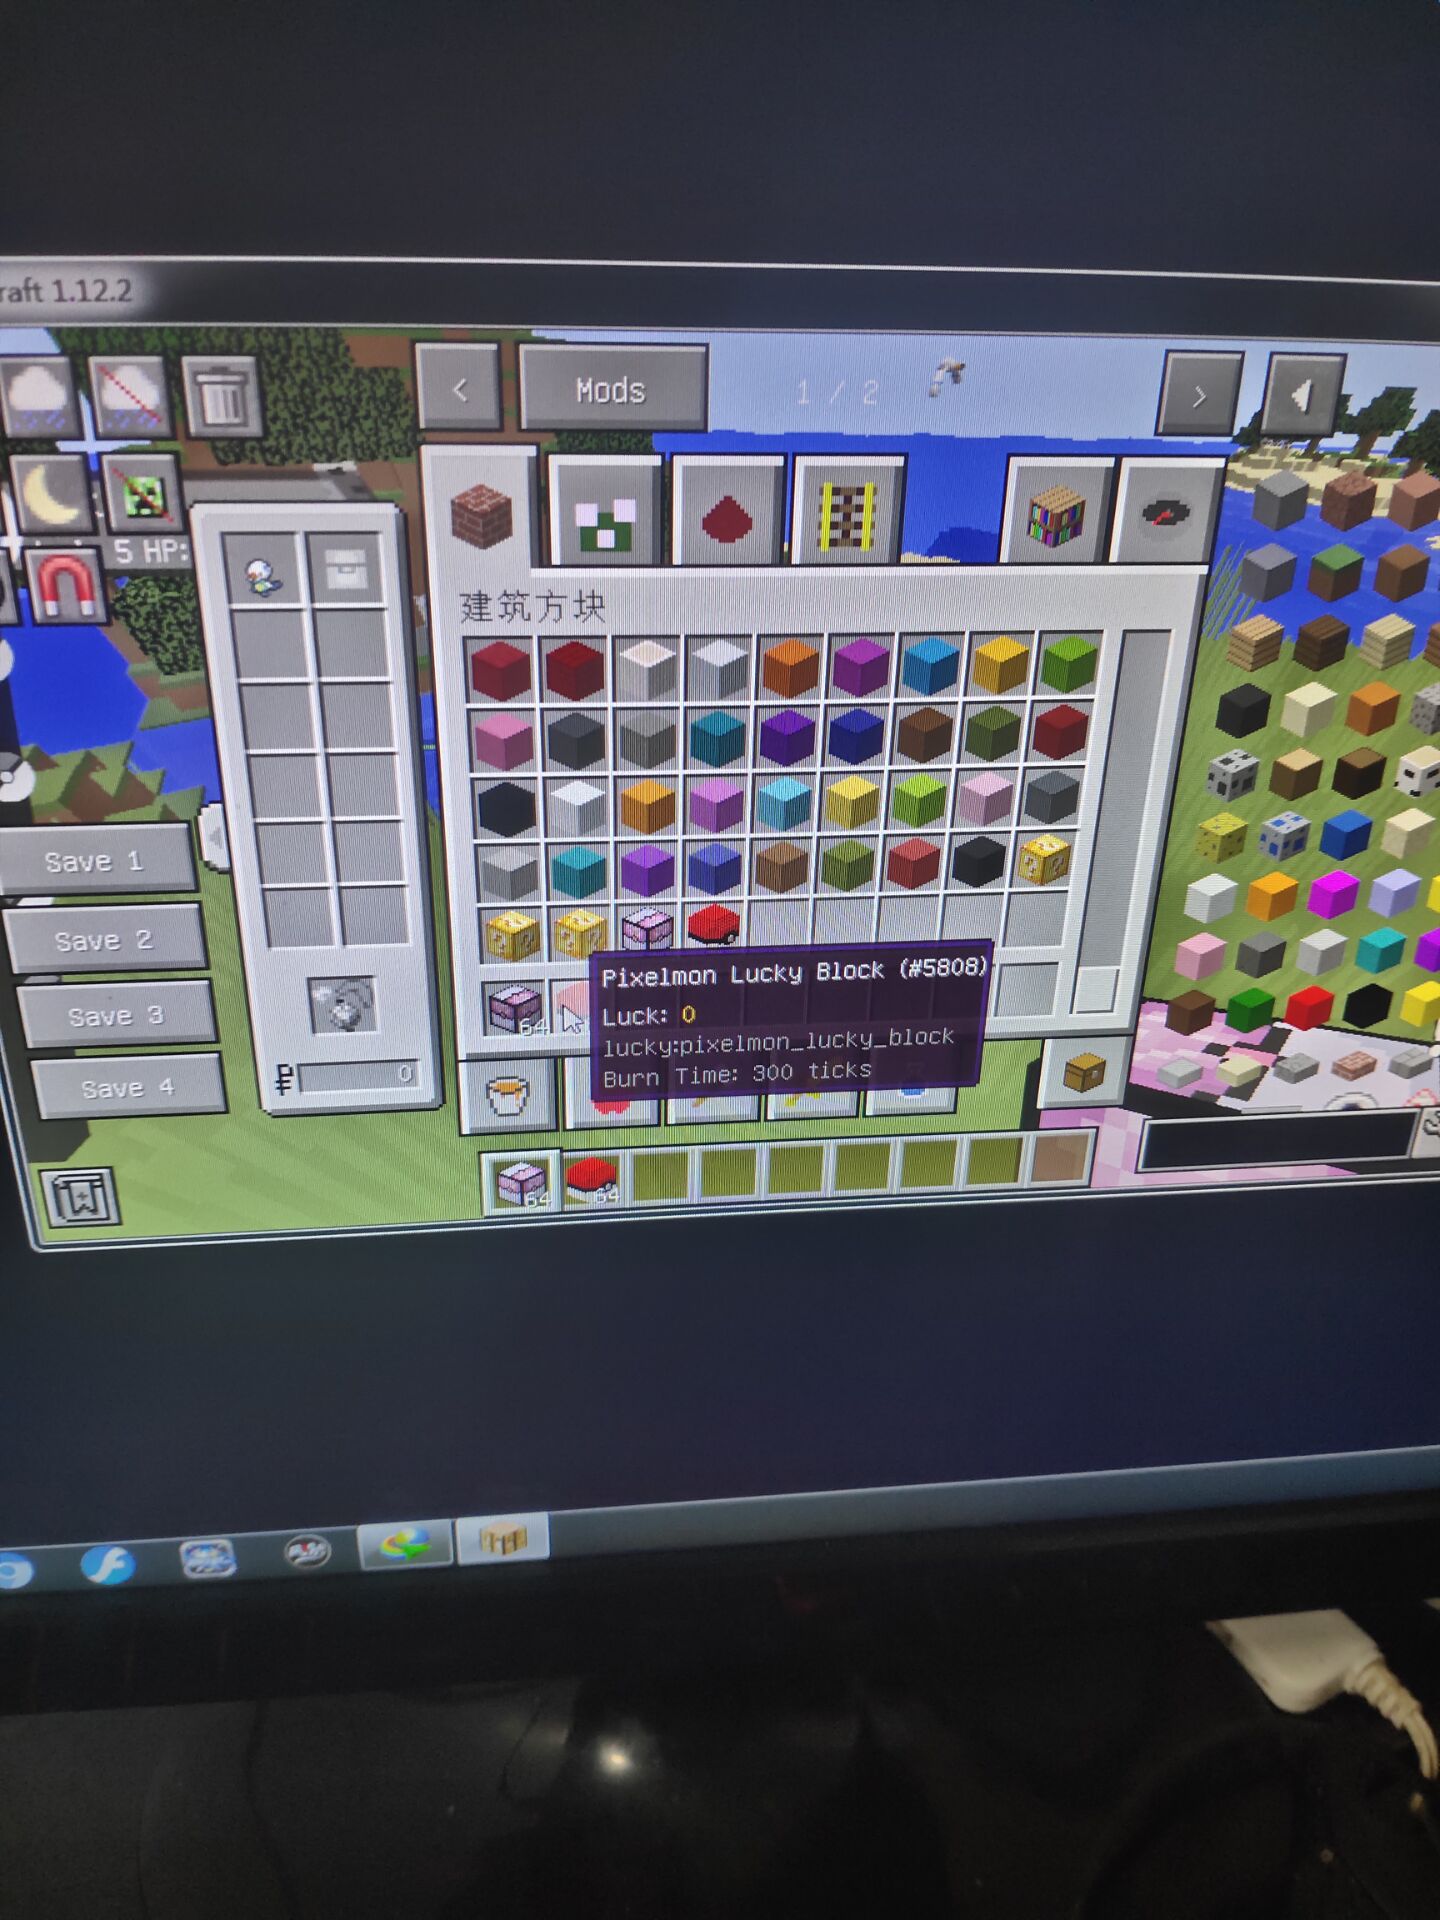 raft 1.12.2
<
Mods
1 / 2
>
5 HP:
建筑方块
Save 1
Save 2
Save 3
Save 4
0
64
Pixelmon Lucky Block (#5808)
Luck: 0
lucky:pixelmon_lucky_block
Burn Time: 300 ticks
64
64